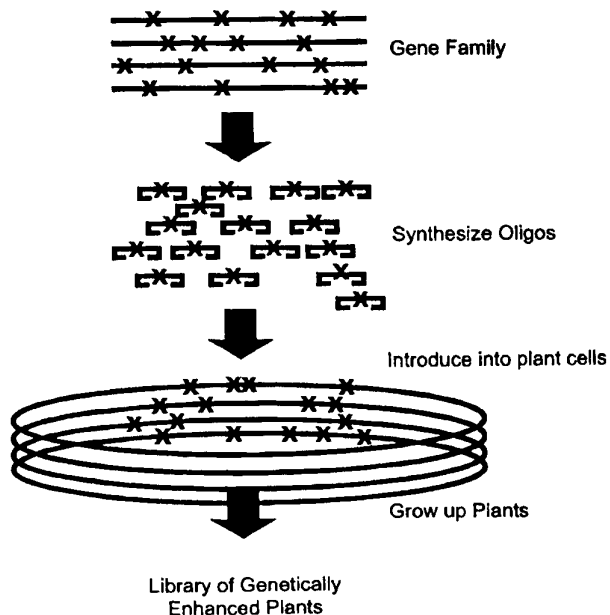 Gene Family
Synthesize Oligos
Introduce into plant cells
Grow up Plants
Library of Genetically
Enhanced Plants